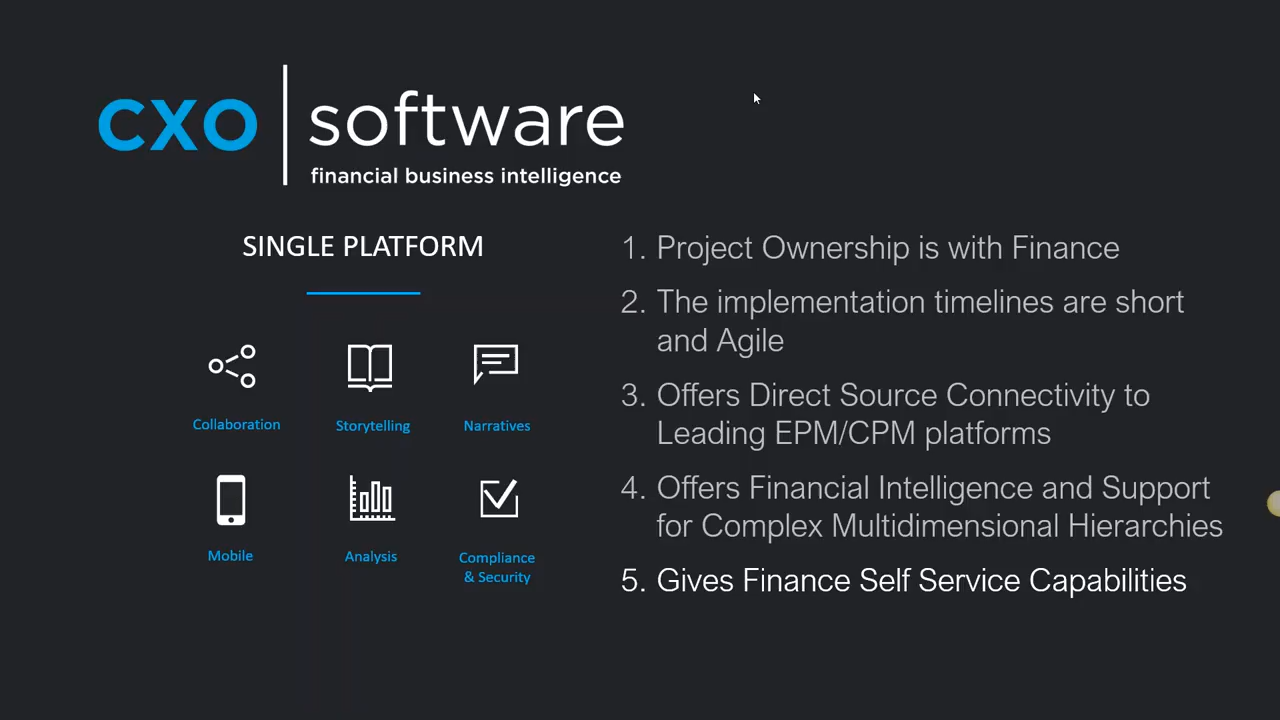 cxo software
financial business intelligence
SINGLE PLATFORM
Collaboration
Storytelling
Narratives
Mobile
Analysis
Compliance
& Security
1. Project Ownership is with Finance
2. The implementation timelines are short
and Agile
3. Offers Direct Source Connectivity to
Leading EPM/CPM platforms
4. Offers Financial Intelligence and Support
for Complex Multidimensional Hierarchies
5. Gives Finance Self Service Capabilities